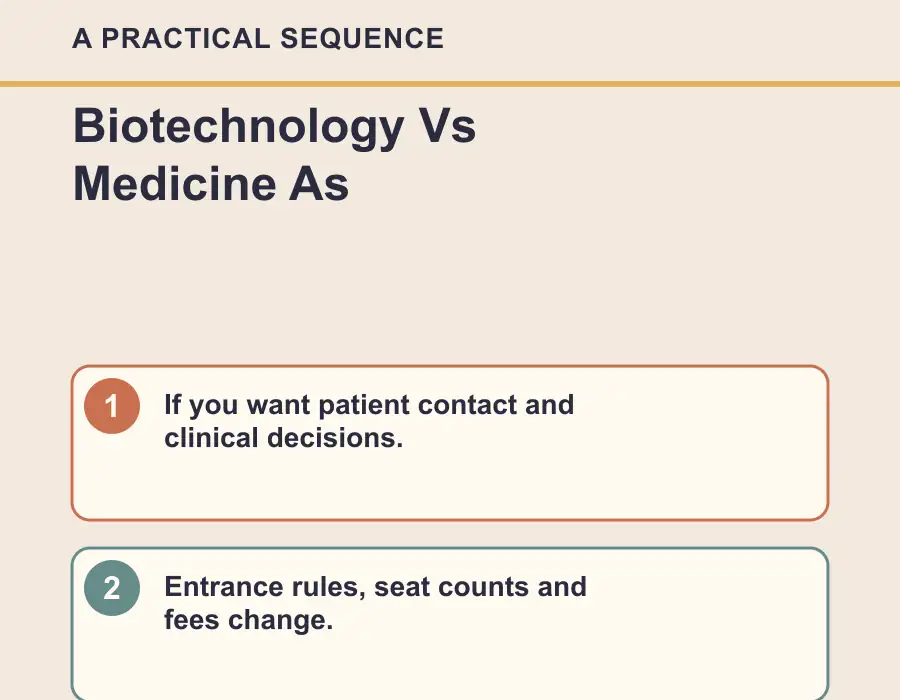 A PRACTICAL SEQUENCE
Biotechnology Vs
Medicine As
1
If you want patient contact and
clinical decisions.
2
Entrance rules, seat counts and
fees change.